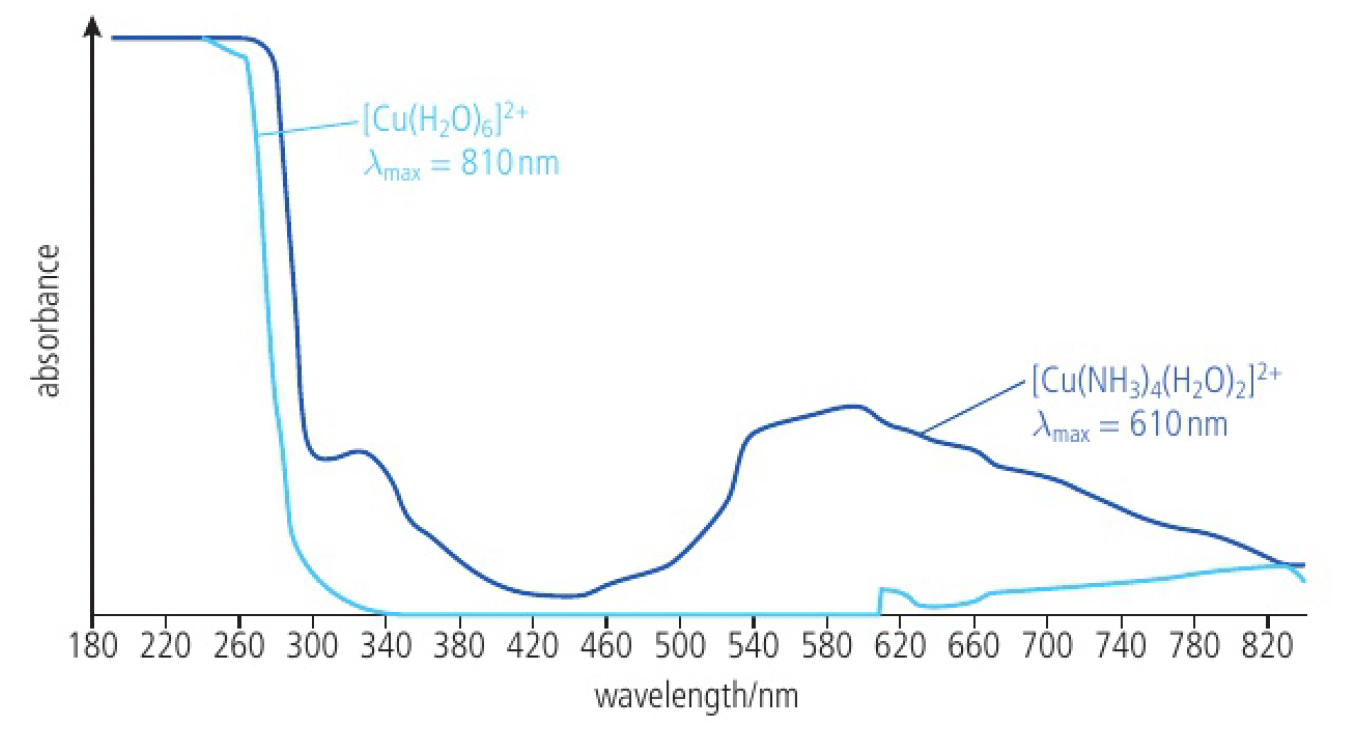 [Cu(H₂O)₆]²⁺
λmax = 810 nm
absorbance
[Cu(NH₃)₄(H₂O)₂]²⁺
λmax = 610 nm
180 220 260 300 340 380 420 460 500 540 580 620 660 700 740 780 820
wavelength/nm